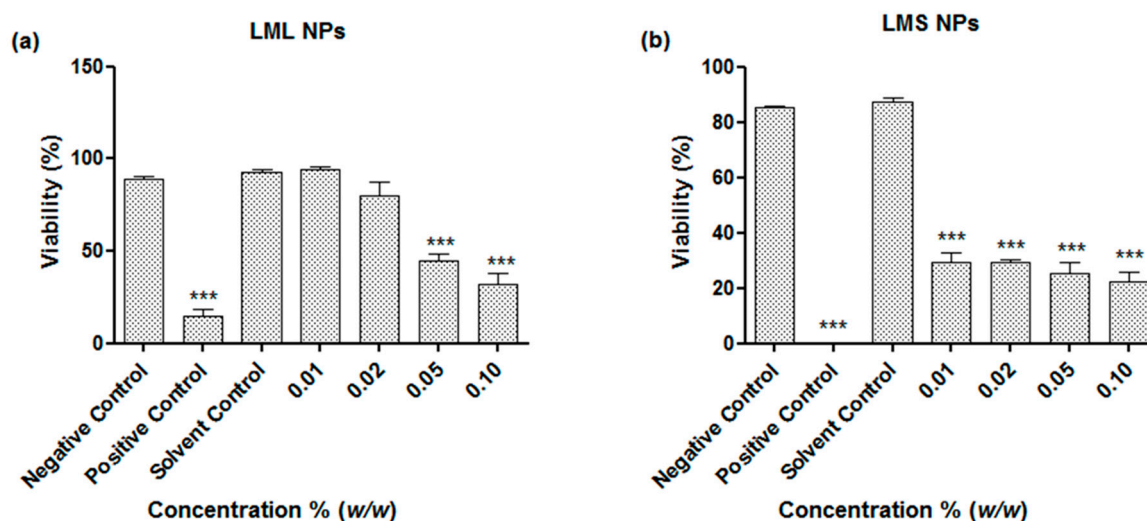 (a)
LML NPs
150
100
50
0
Viability (%)
***
***
***
Negative Control
Positive Control
Solvent Control
0.01
0.02
0.05
0.10
Concentration % (w/w)
(b)
LMS NPs
100
80
60
40
20
0
Viability (%)
***
***
***
***
***
Negative Control
Positive Control
Solvent Control
0.01
0.02
0.05
0.10
Concentration % (w/w)